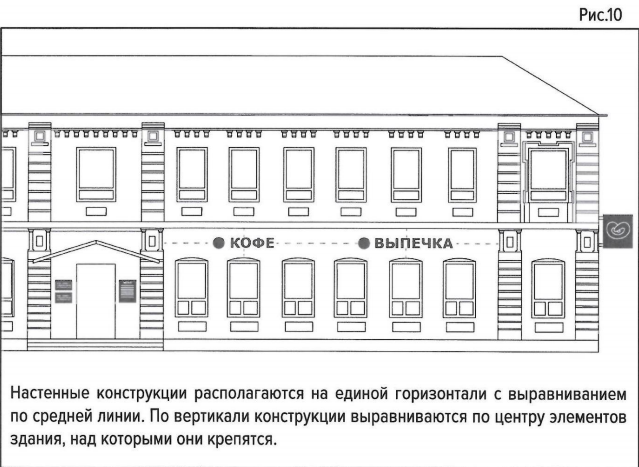 Рис.10
КОФЕ
ВЫПЕЧКА
Настенные конструкции располагаются на единой горизонтали с выравниванием
по средней линии. По вертикали конструкции выравниваются по центру элементов
здания, над которыми они крепятся.